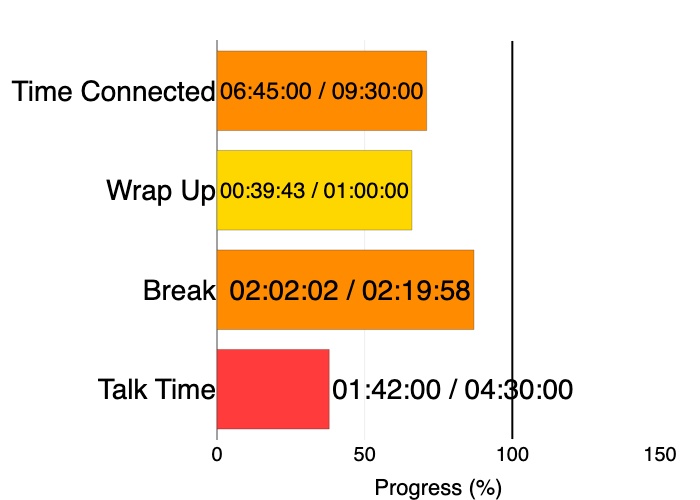 Time Connected 06:45:00 / 09:30:00
Wrap Up 00:39:43 / 01:00:00
Break 02:02:02 / 02:19:58
Talk Time 01:42:00 / 04:30:00
0 50 100 150
Progress (%)